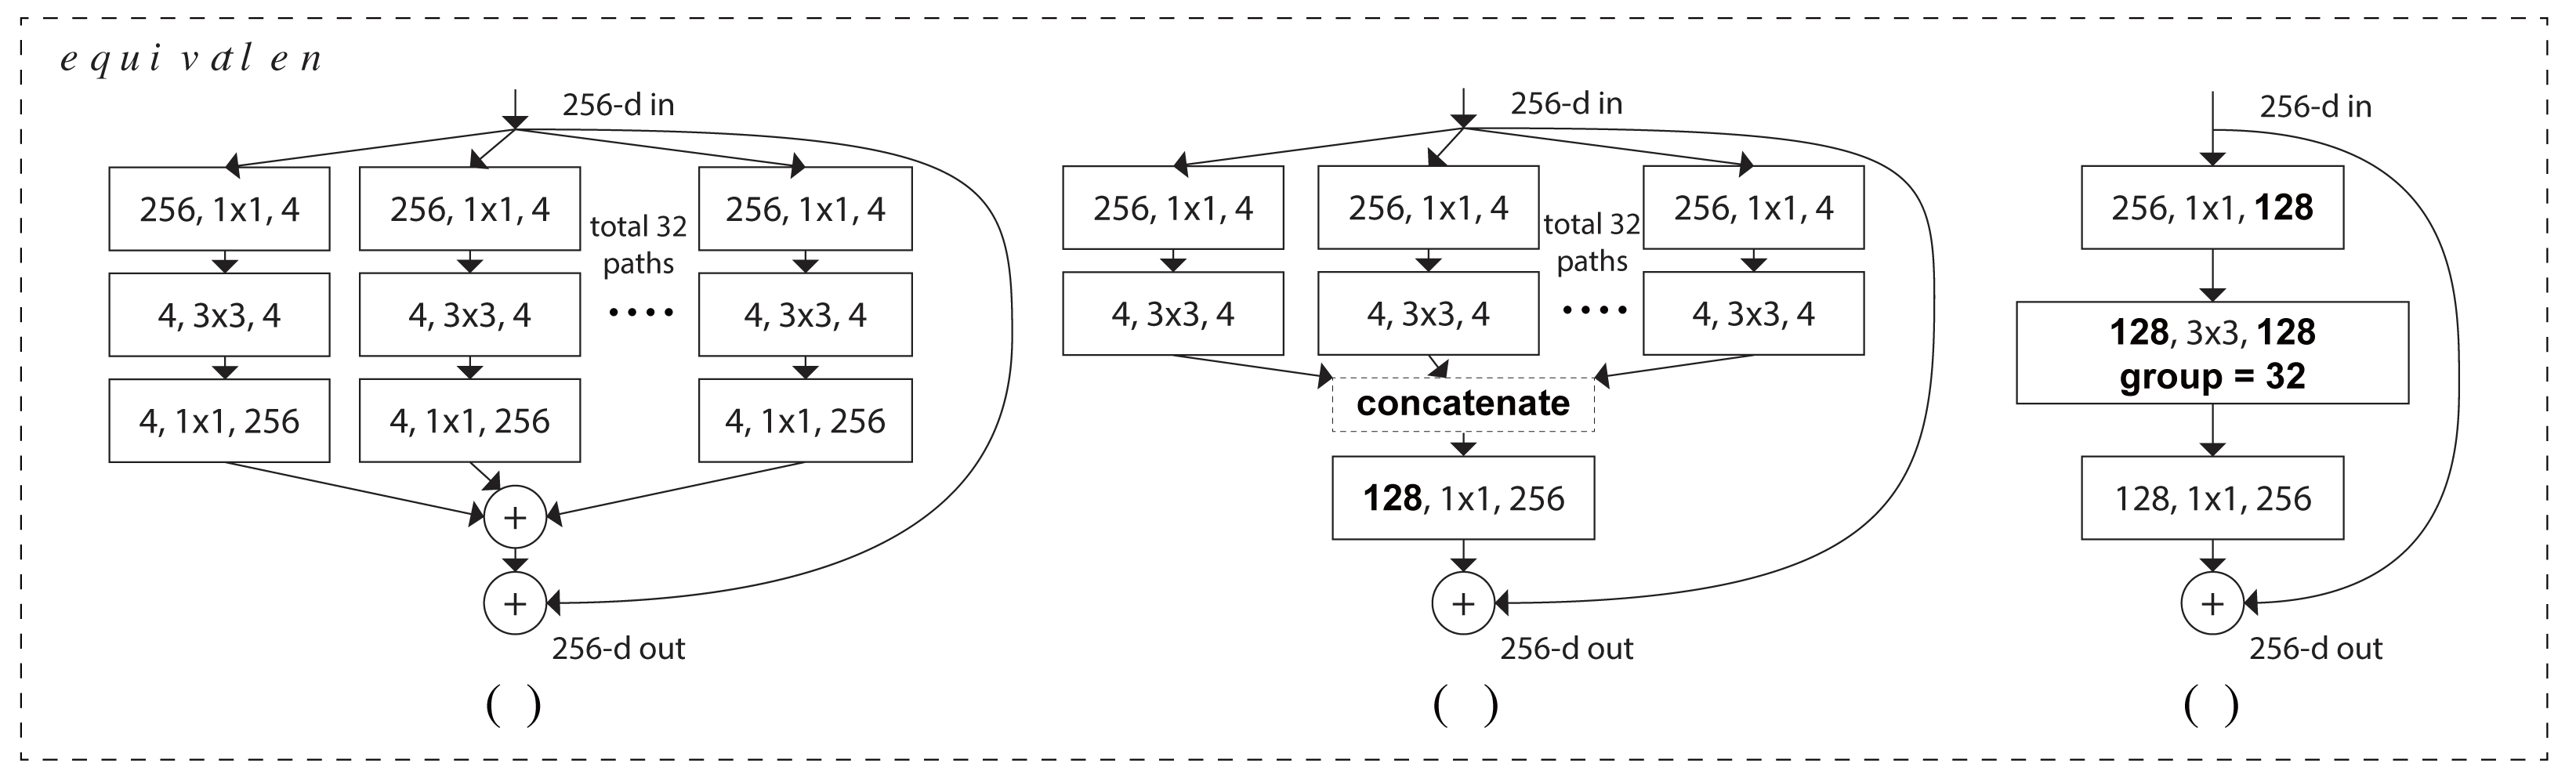 equivalen
256-d in
256, 1x1, 4
256, 1x1, 4
256, 1x1, 4
total 32
paths
4, 3x3, 4
4, 3x3, 4
....
4, 3x3, 4
4, 1x1, 256
4, 1x1, 256
4, 1x1, 256
+
+
256-d out
( )
256-d in
256, 1x1, 4
256, 1x1, 4
256, 1x1, 4
total 32
paths
4, 3x3, 4
4, 3x3, 4
....
4, 3x3, 4
concatenate
128, 1x1, 256
+
256-d out
( )
256-d in
256, 1x1, 128
128, 3x3, 128
group = 32
128, 1x1, 256
+
256-d out
( )